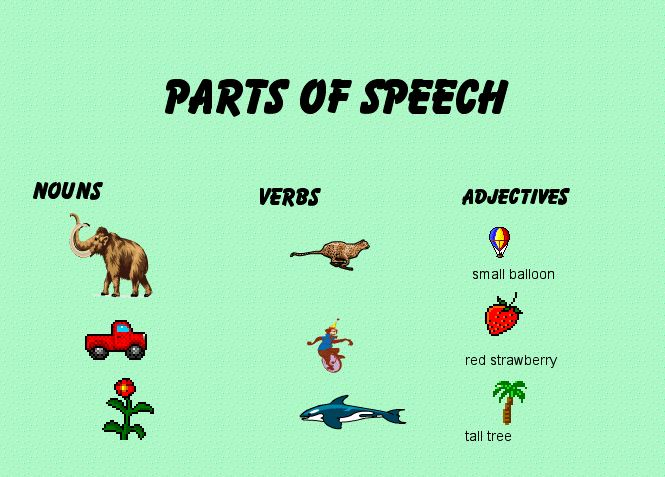 PARTS OF SPEECH
NOUNS
VERBS
ADJECTIVES
small balloon
red strawberry
tall tree